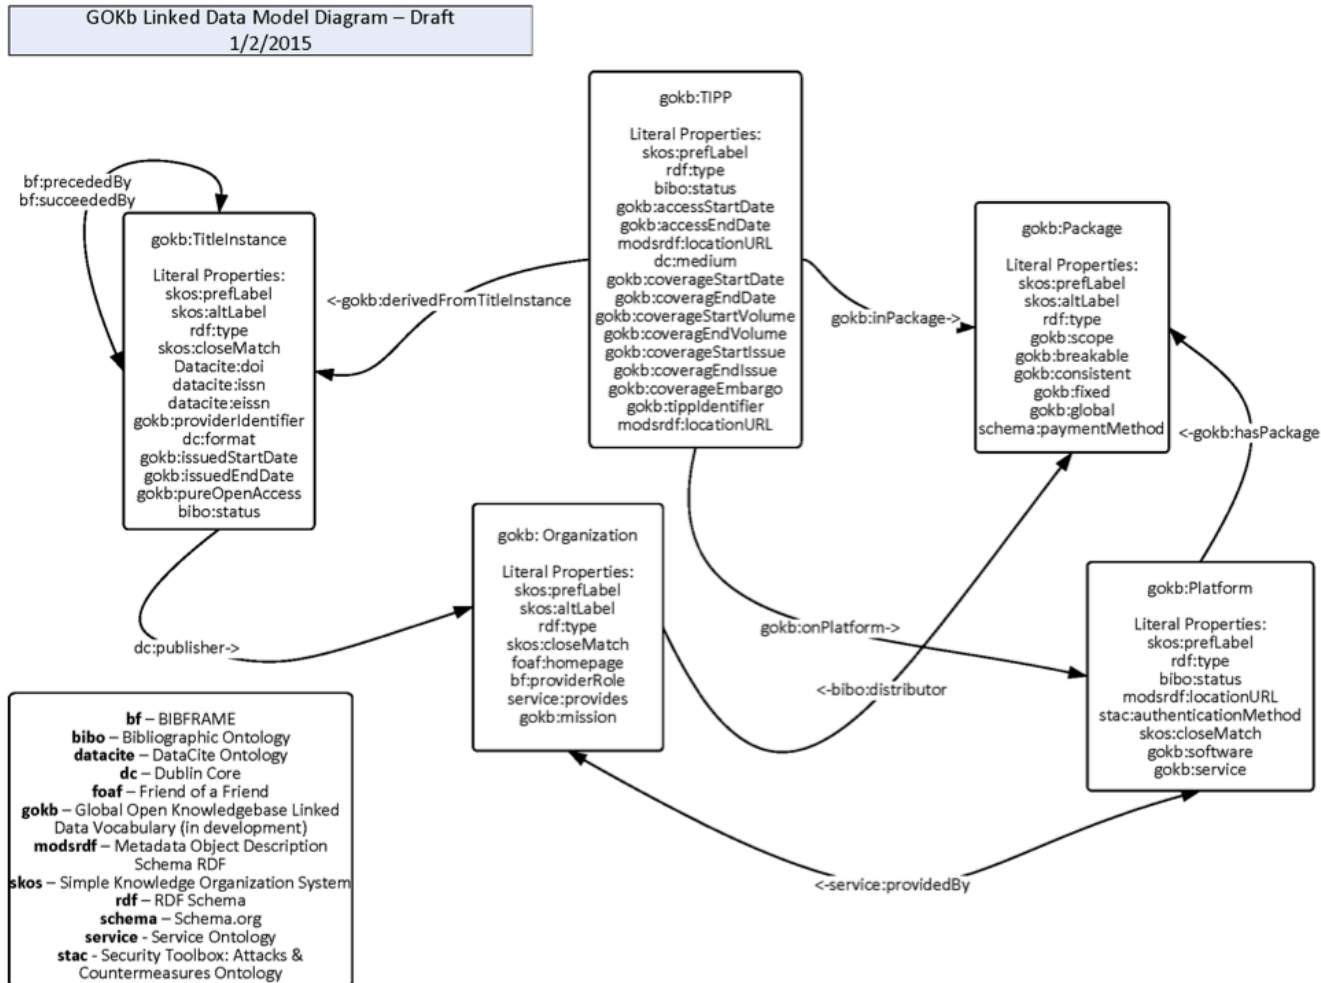 GOKb Linked Data Model Diagram – Draft
1/2/2015
bf:precededBy
bf:succeededBy
gokb:TitleInstance
Literal Properties:
skos:prefLabel
skos:altLabel
rdf:type
skos:closeMatch
Datacite:doi
datacite:issn
datacite:eissn
gokb:providerIdentifier
dc:format
gokb:issuedStartDate
gokb:issuedEndDate
gokb:pureOpenAccess
bibo:status
<-gokb:derivedFromTitleInstance
gokb:TIPP
Literal Properties:
skos:prefLabel
rdf:type
bibo:status
gokb:accessStartDate
gokb:accessEndDate
modsrdf:locationURL
dc:medium
gokb:coverageStartDate
gokb:coveragEndDate
gokb:coverageStartVolume
gokb:coveragEndVolume
gokb:coverageStartIssue
gokb:coveragEndIssue
gokb:coverageEmbargo
gokb:tippIdentifier
modsrdf:locationURL
gokb:inPackage->
gokb:Package
Literal Properties:
skos:prefLabel
skos:altLabel
rdf:type
gokb:scope
gokb:breakable
gokb:consistent
gokb:fixed
gokb:global
schema:paymentMethod
<-gokb:hasPackage
dc:publisher->
gokb: Organization
Literal Properties:
skos:prefLabel
skos:altLabel
rdf:type
skos:closeMatch
foaf:homepage
bf:providerRole
service:provides
gokb:mission
gokb:onPlatform->
<-bibo:distributor
gokb:Platform
Literal Properties:
skos:prefLabel
rdf:type
bibo:status
modsrdf:locationURL
stac:authenticationMethod
skos:closeMatch
gokb:software
gokb:service
<-service:providedBy
bf – BIBFRAME
bibo – Bibliographic Ontology
datacite – DataCite Ontology
dc – Dublin Core
foaf – Friend of a Friend
gokb – Global Open Knowledgebase Linked
Data Vocabulary (in development)
modsrdf – Metadata Object Description
Schema RDF
skos – Simple Knowledge Organization System
rdf – RDF Schema
schema – Schema.org
service - Service Ontology
stac - Security Toolbox: Attacks &
Countermeasures Ontology